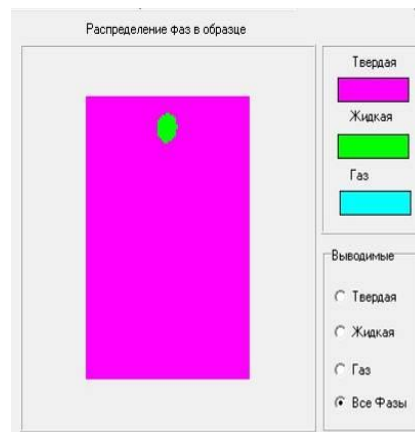 Распределение фаз в образце
Твердая
Жидкая
Газ
Выводимые
Твердая
Жидкая
Газ
Все Фазы